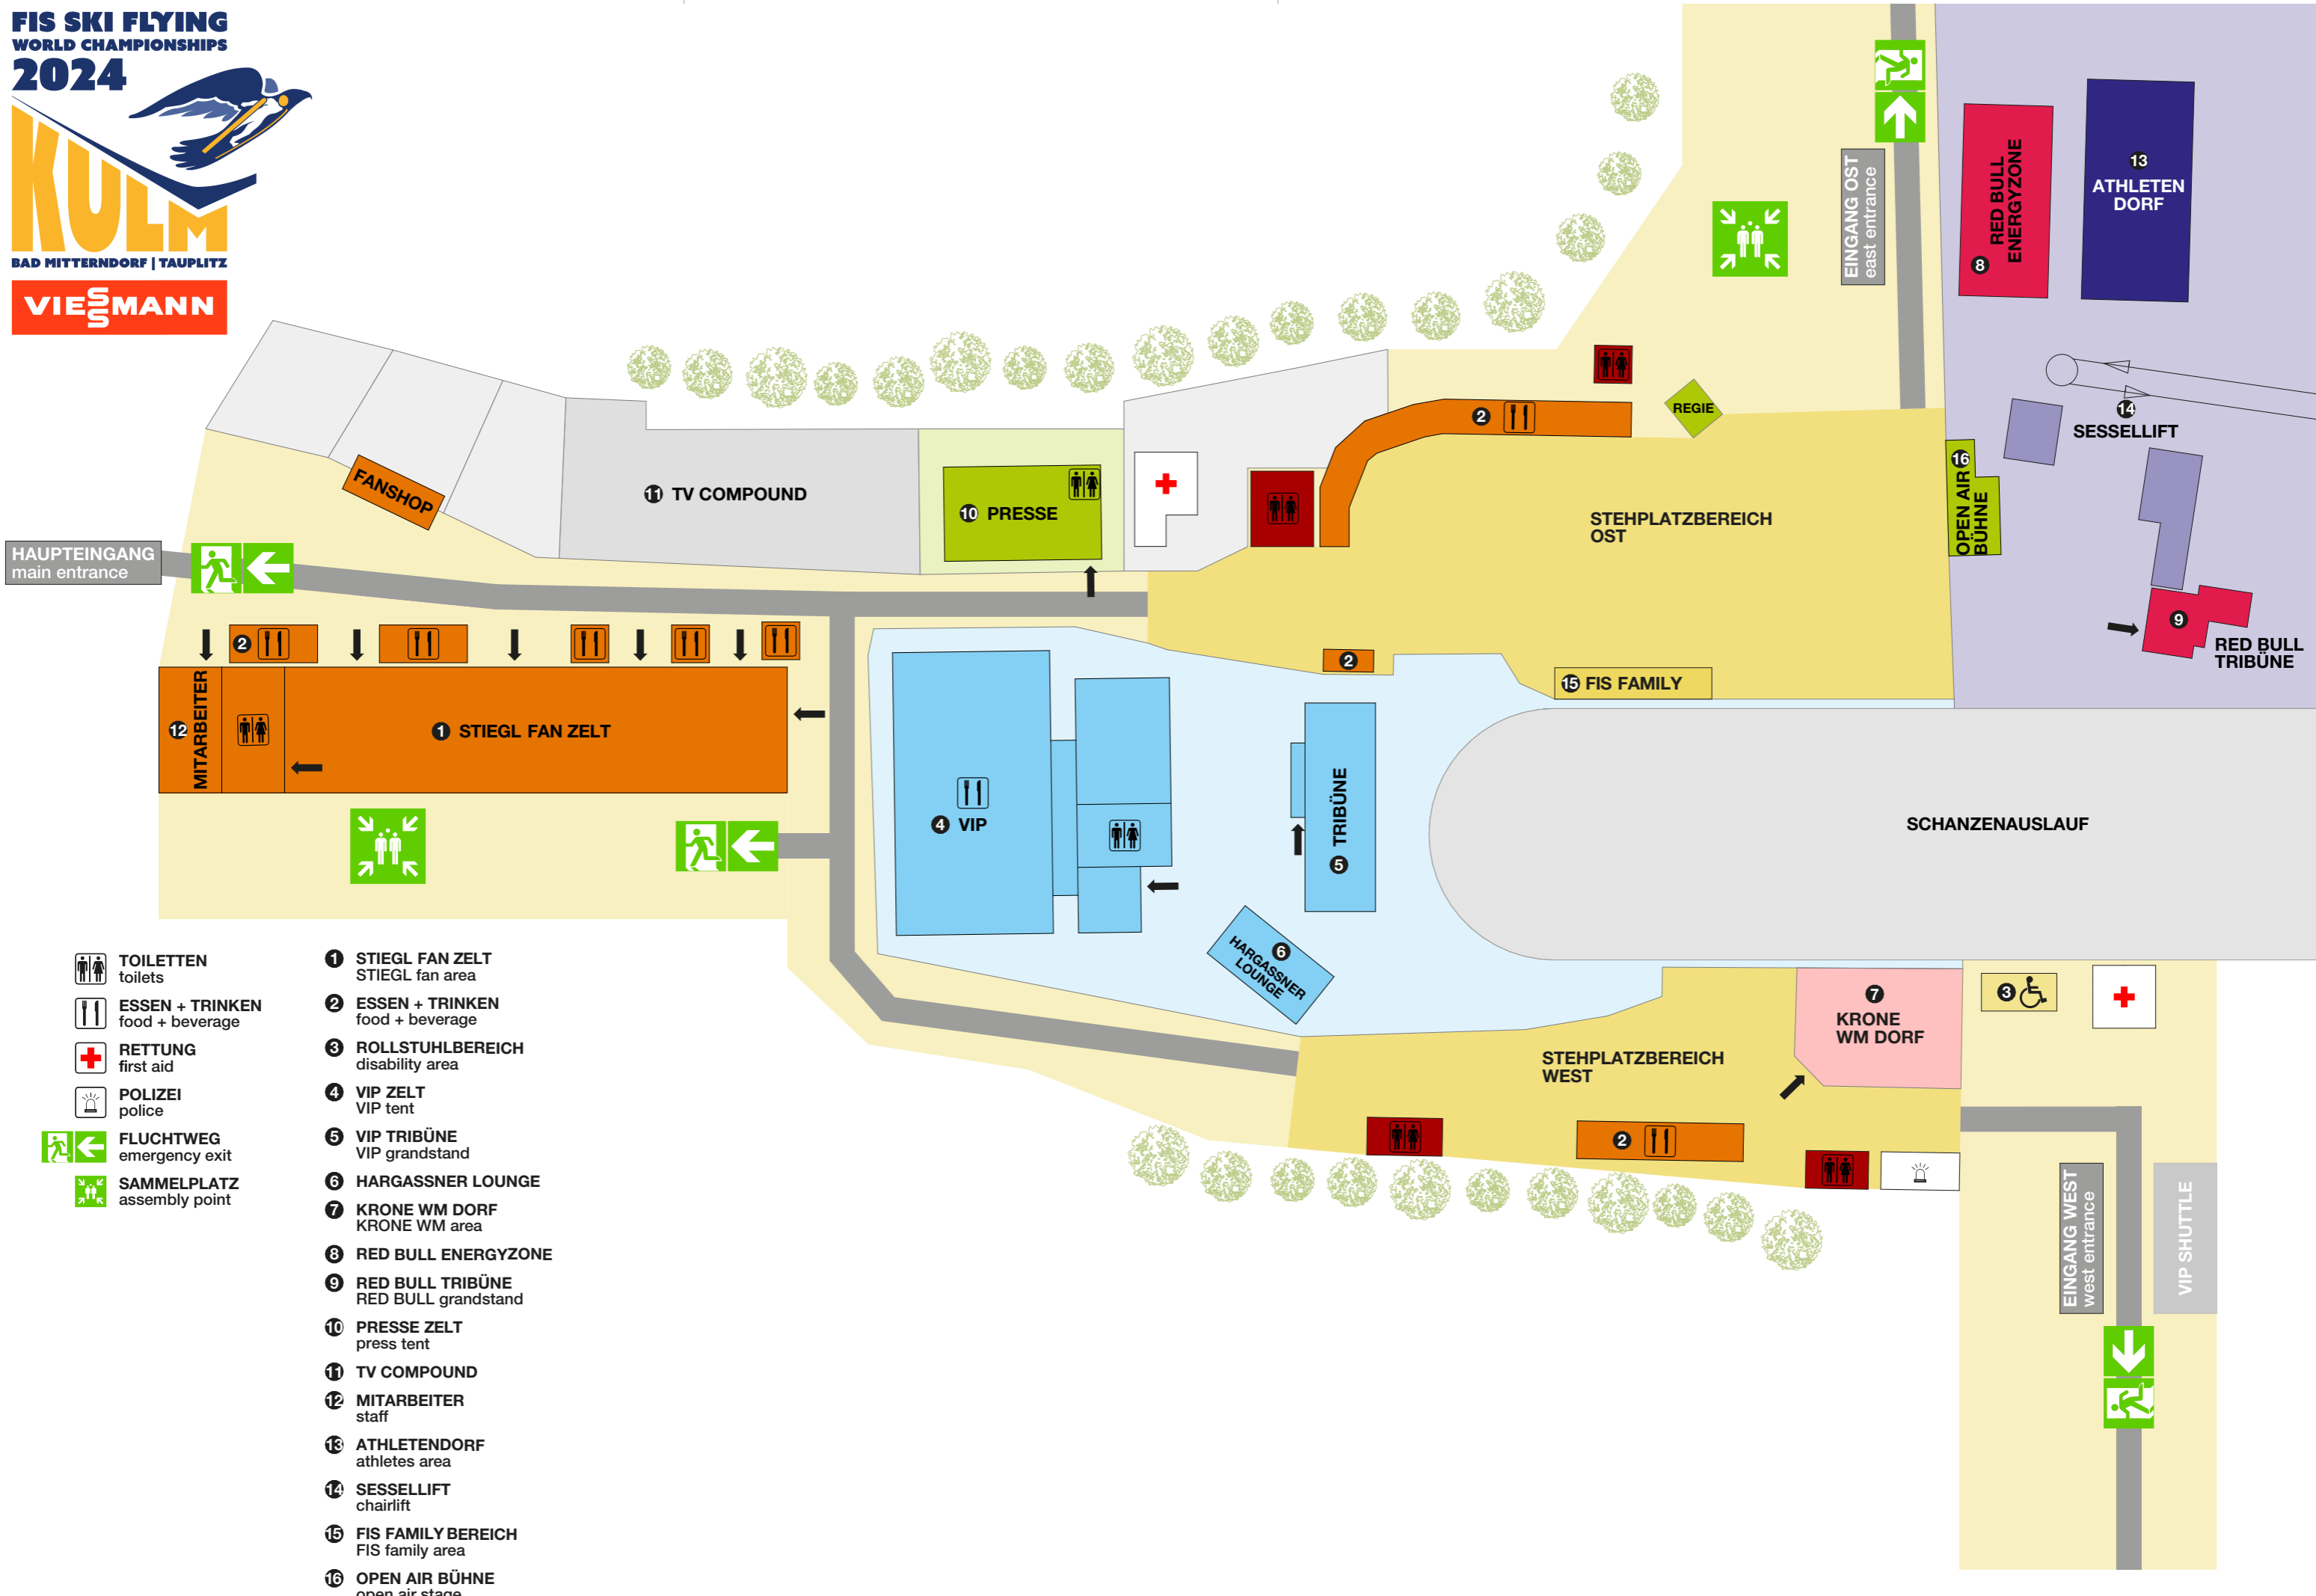 FIS SKI FLYING
WORLD CHAMPIONSHIPS
2024
KULM
BAD MITTERNDORF | TAUPLITZ
VIESSMANN
EINGANG OST
east entrance
8
RED BULL
ENERGYZONE
13
ATHLETEN
DORF
2
REGIE
14
SESSELLIFT
FANSHOP
11 TV COMPOUND
10 PRESSE
STEHPLATZBEREICH
OST
16
OPEN AIR
BÜHNE
HAUPTEINGANG
main entrance
9
RED BULL
TRIBÜNE
2
2
15 FIS FAMILY
12
MITARBEITER
1 STIEGL FAN ZELT
4 VIP
5 TRIBÜNE
SCHANZENAUSLAUF
6
HARGASSNER
LOUNGE
7
KRONE
WM DORF
3
STEHPLATZBEREICH
WEST
2
EINGANG WEST
west entrance
VIP SHUTTLE
TOILETTEN
toilets
ESSEN + TRINKEN
food + beverage
RETTUNG
first aid
POLIZEI
police
FLUCHTWEG
emergency exit
SAMMELPLATZ
assembly point
1 STIEGL FAN ZELT
STIEGL fan area
2 ESSEN + TRINKEN
food + beverage
3 ROLLSTUHLBEREICH
disability area
4 VIP ZELT
VIP tent
5 VIP TRIBÜNE
VIP grandstand
6 HARGASSNER LOUNGE
7 KRONE WM DORF
KRONE WM area
8 RED BULL ENERGYZONE
9 RED BULL TRIBÜNE
RED BULL grandstand
10 PRESSE ZELT
press tent
11 TV COMPOUND
12 MITARBEITER
staff
13 ATHLETENDORF
athletes area
14 SESSELLIFT
chairlift
15 FIS FAMILY BEREICH
FIS family area
16 OPEN AIR BÜHNE
open air stage